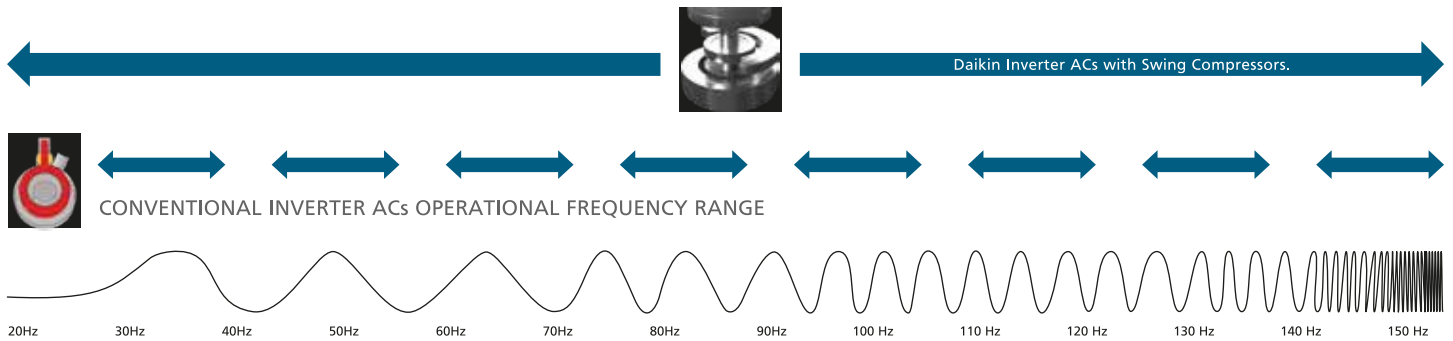 Daikin Inverter ACs with Swing Compressors.
CONVENTIONAL INVERTER ACs OPERATIONAL FREQUENCY RANGE
20Hz 30Hz 40Hz 50Hz 60Hz 70Hz 80Hz 90Hz 100 Hz 110 Hz 120 Hz 130 Hz 140 Hz 150 Hz